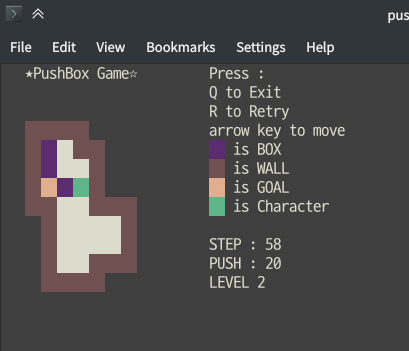 pus
File Edit View Bookmarks Settings Help
★PushBox Game☆
Press :
Q to Exit
R to Retry
arrow key to move
is BOX
is WALL
is GOAL
is Character
STEP : 58
PUSH : 20
LEVEL 2